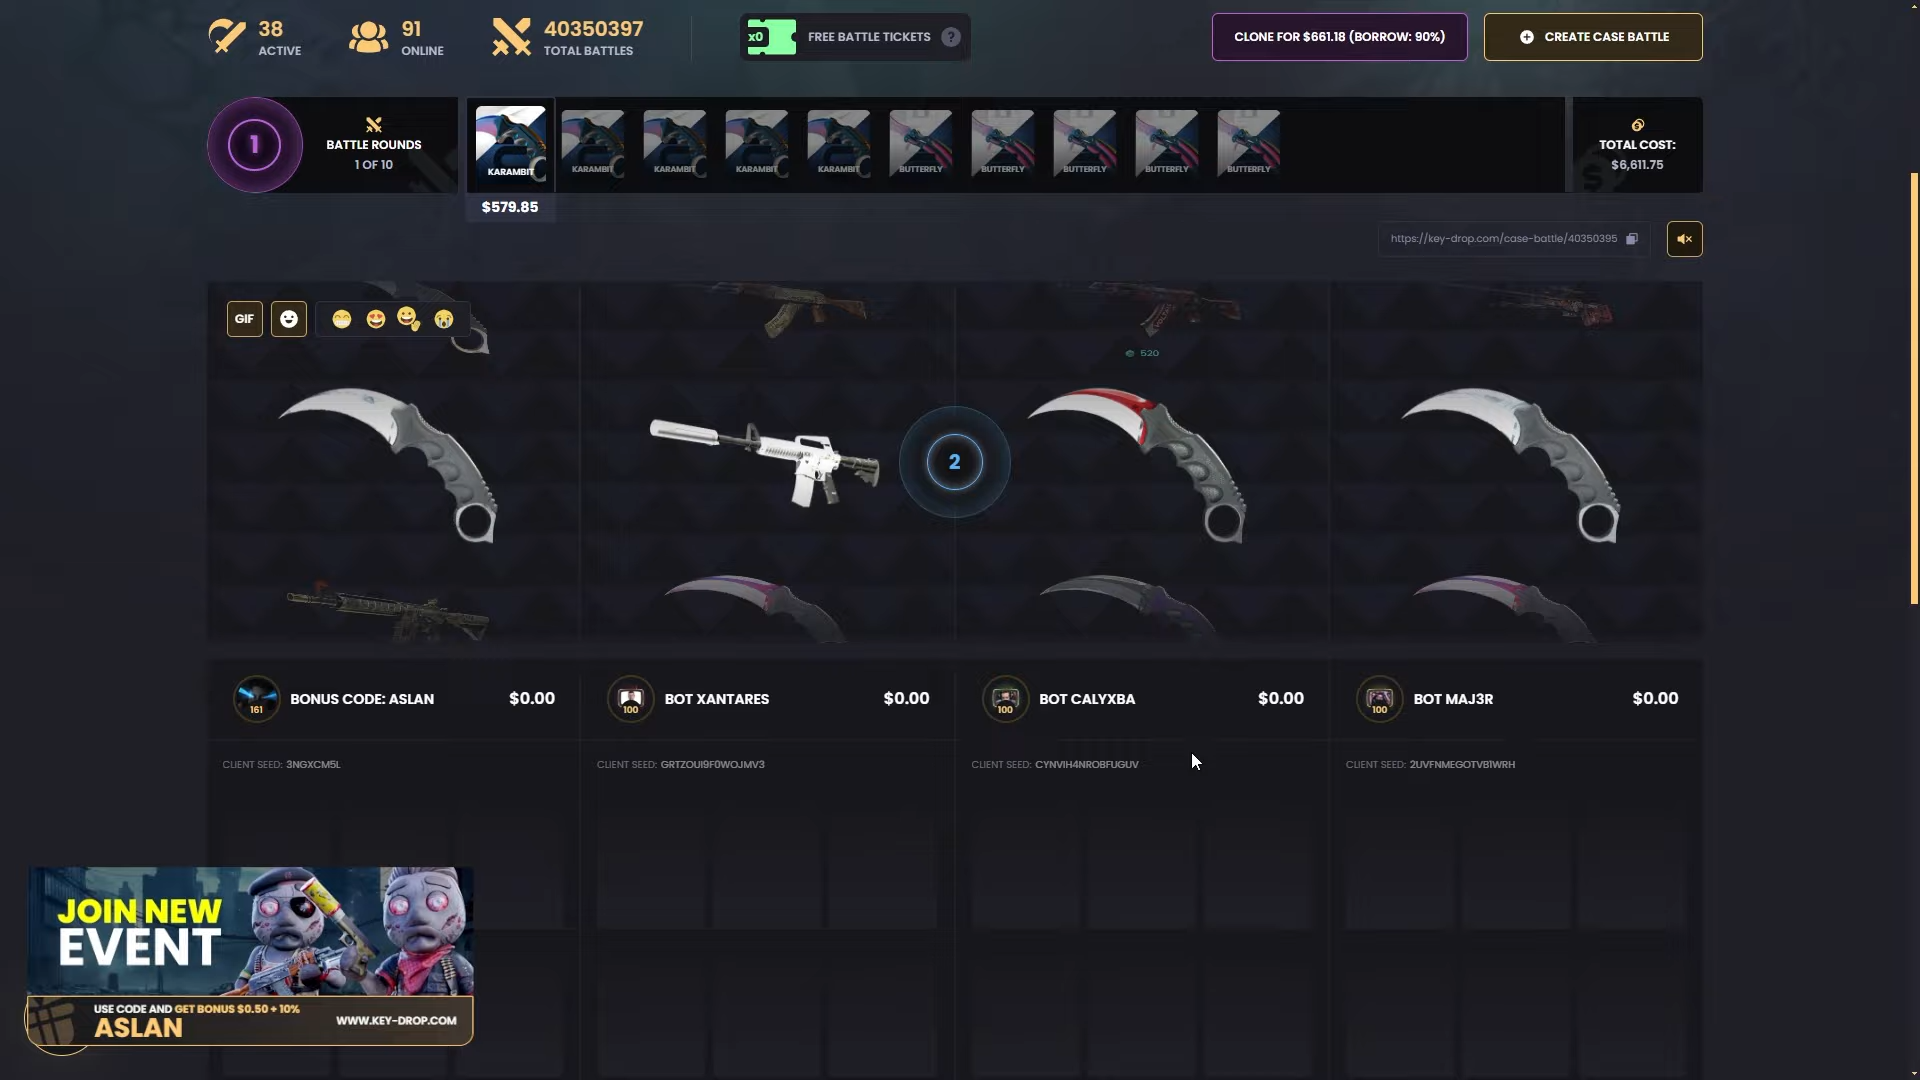 38
ACTIVE
91
ONLINE
40350397
TOTAL BATTLES
x0
FREE BATTLE TICKETS ?
CLONE FOR $661.18 (BORROW: 90%)
CREATE CASE BATTLE
1
BATTLE ROUNDS
1 OF 10
KARAMBIT
KARAMBIT
KARAMBIT
KARAMBIT
KARAMBIT
BUTTERFLY
BUTTERFLY
BUTTERFLY
BUTTERFLY
BUTTERFLY
TOTAL COST:
$6,611.75
$579.85
https://key-drop.com/case-battle/40350395
GIF
520
2
161
BONUS CODE: ASLAN $0.00
100
BOT XANTARES $0.00
100
BOT CALYXBA $0.00
100
BOT MAJ3R $0.00
CLIENT SEED: 3NGXCM5L
CLIENT SEED: GRTZOUI9F0WOJMV3
CLIENT SEED: CYNVIH4NROBFUGUV
CLIENT SEED: 2UVFNMEGOTVB1WRH
JOIN NEW
EVENT
USE CODE AND GET BONUS $0.50 + 10%
ASLAN
WWW.KEY-DROP.COM